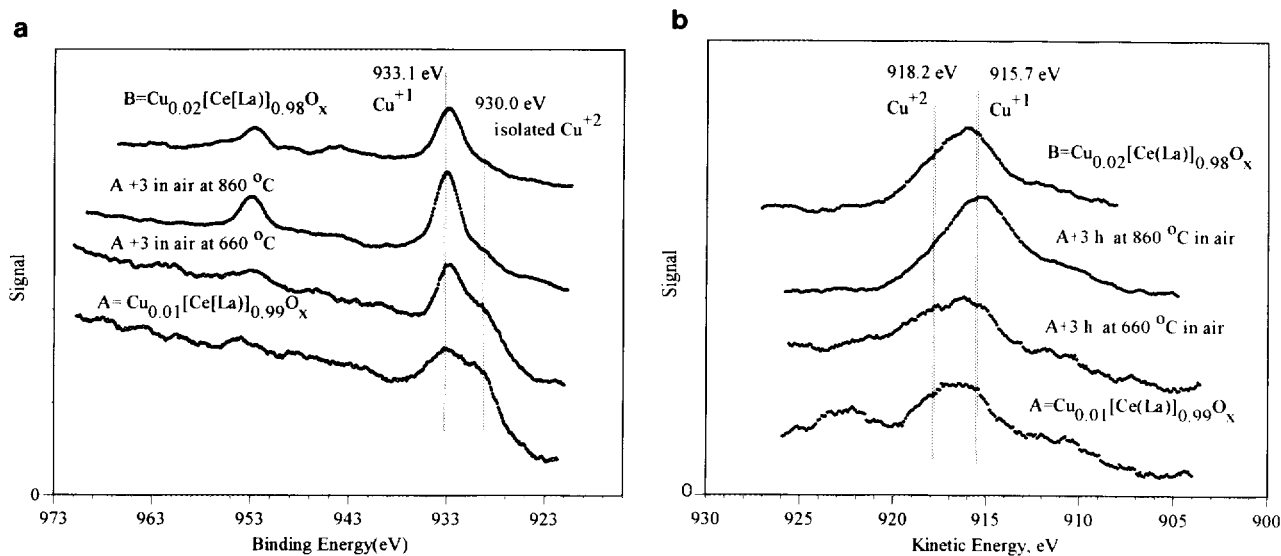 a
933.1 eV
Cu+1
930.0 eV
isolated Cu+2
B=Cu0.02[Ce[La)]0.98Ox
A +3 in air at 860 oC
A +3 in air at 660 oC
A= Cu0.01[Ce[La)]0.99Ox
Signal
0
973 963 953 943 933 923
Binding Energy(eV)
b
918.2 eV
Cu+2
915.7 eV
Cu+1
B=Cu0.02[Ce(La)]0.98Ox
A+3 h at 860 oC in air
A+3 h at 660 oC in air
A=Cu0.01[Ce(La)]0.99Ox
Signal
0
930 925 920 915 910 905 900
Kinetic Energy, eV